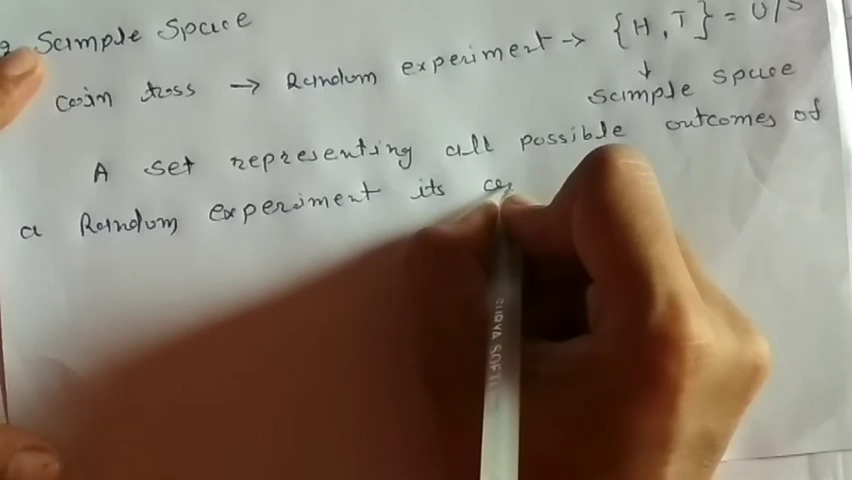 Sample Space
Coin toss → Random experiment → {H, T} = U/S
↓
sample space
A set representing all possible outcomes of
a Random experiment its